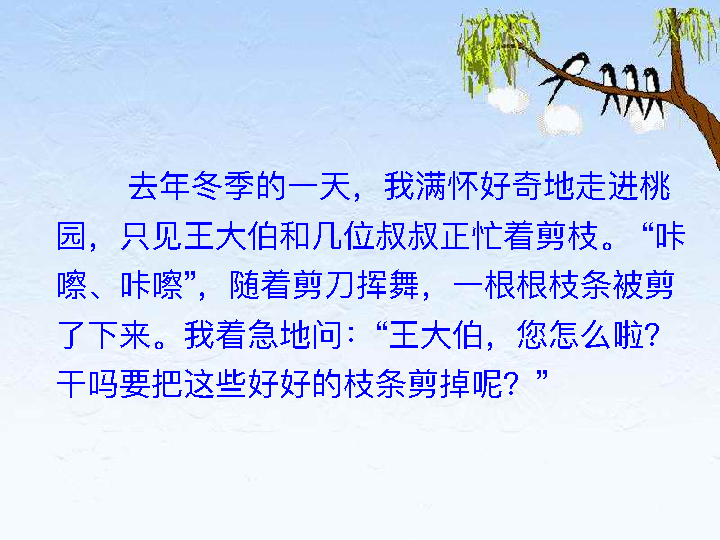 去年冬季的一天，我满怀好奇地走进桃
园，只见王大伯和几位叔叔正忙着剪枝。“咔
嚓、咔嚓”，随着剪刀挥舞，一根根枝条被剪
了下来。我着急地问：“王大伯，您怎么啦？
干吗要把这些好好的枝条剪掉呢？”